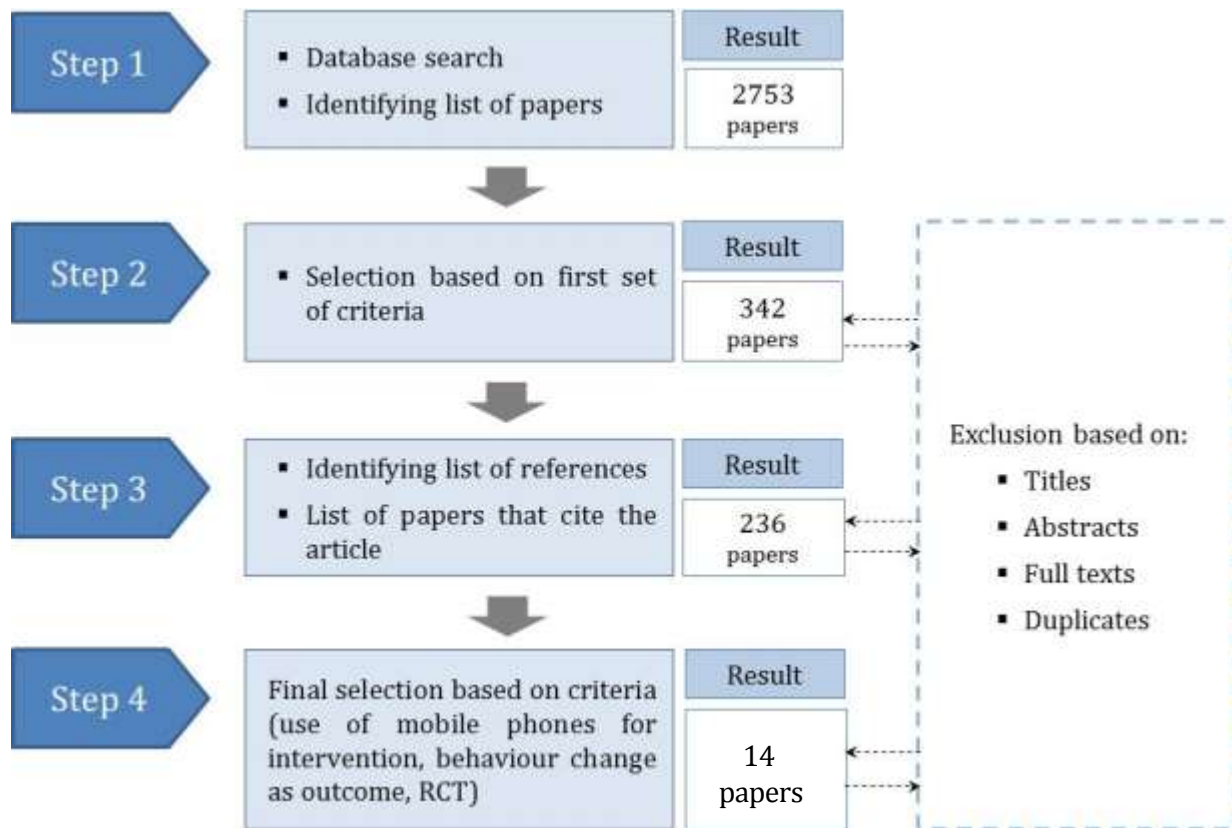 Step 1
▪ Database search
▪ Identifying list of papers
Result
2753
papers
Step 2
▪ Selection based on first set
of criteria
Result
342
papers
Step 3
▪ Identifying list of references
▪ List of papers that cite the
article
Result
236
papers
Step 4
Final selection based on criteria
(use of mobile phones for
intervention, behaviour change
as outcome, RCT)
Result
14
papers
Exclusion based on:
▪ Titles
▪ Abstracts
▪ Full texts
▪ Duplicates